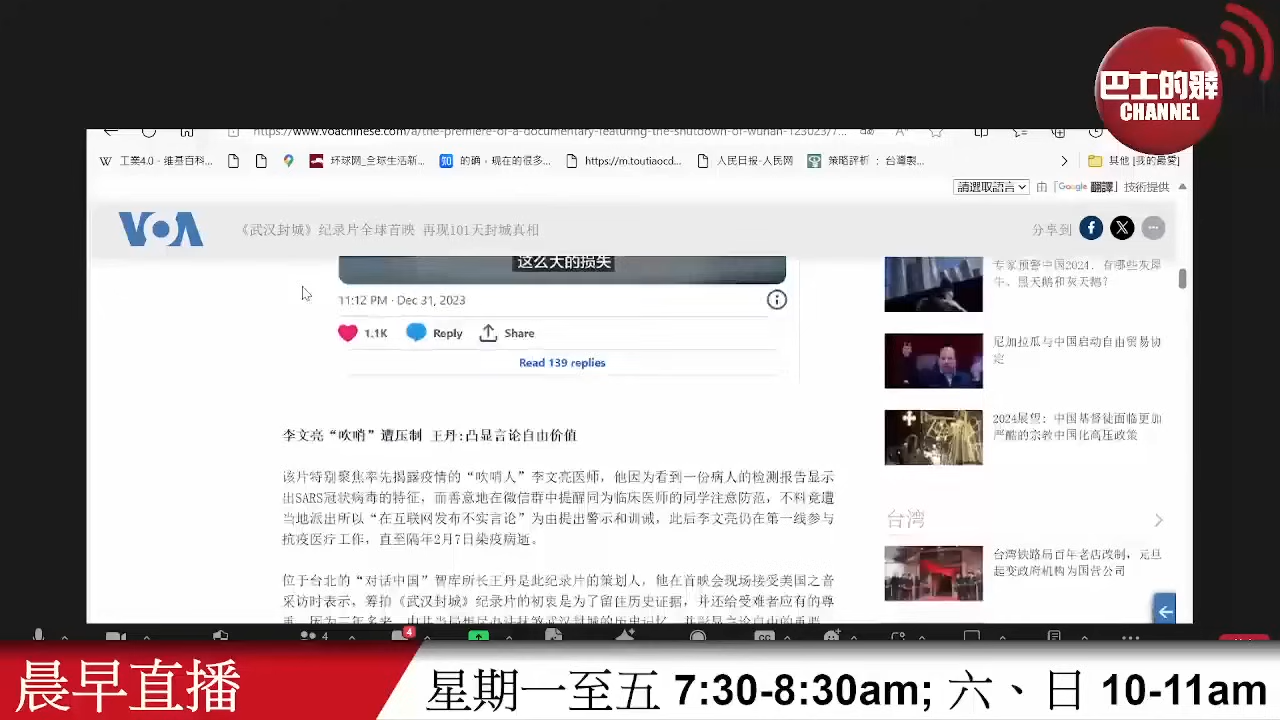 巴士的報
CHANNEL
https://www.voachinese.com/a/the-premiere-of-a-documentary-featuring-the-shutdown-of-wuhan-123023/7...
工業4.0 - 维基百科...
环球网_全球生活新...
的确 - 现在的很多...
https://m.toutiaocd...
人民日报-人民网
策略評析 : 台灣製...
其他 [我的最愛]
請選取語言 由「Google 翻譯」技術提供
VOA
《武汉封城》纪录片全球首映 再现101天封城真相
分享到
这么大的损失
11:12 PM · Dec 31, 2023
1.1K Reply Share
Read 139 replies
李文亮“吹哨”遭压制 王丹:凸显言论自由价值
该片特别聚焦率先揭露疫情的“吹哨人”李文亮医师，他因为看到一份病人的检测报告显示
出SARS冠状病毒的特征，而善意地在微信群中提醒同为临床医师的同学注意防范，不料竟遭
当地派出所以“在互联网发布不实言论”为由提出警示和训诫，此后李文亮仍在第一线参与
抗疫医疗工作，直至隔年2月7日染疫病逝。
位于台北的“对话中国”智库所长王丹是此纪录片的策划人，他在首映会现场接受美国之音
采访时表示，筹拍《武汉封城》纪录片的初衷是为了留住历史证据，并还给受难者应有的尊
专家预警中国2024，有哪些灰犀
牛、黑天鹅和灰天鹅？
尼加拉瓜与中国启动自由贸易协
定
2024展望：中国基督徒面临更加
严酷的宗教中国化高压政策
台湾
台湾铁路局百年老店改制，元旦
起变政府机构为国营公司
4
4
晨早直播
星期一至五 7:30-8:30am; 六、日 10-11am